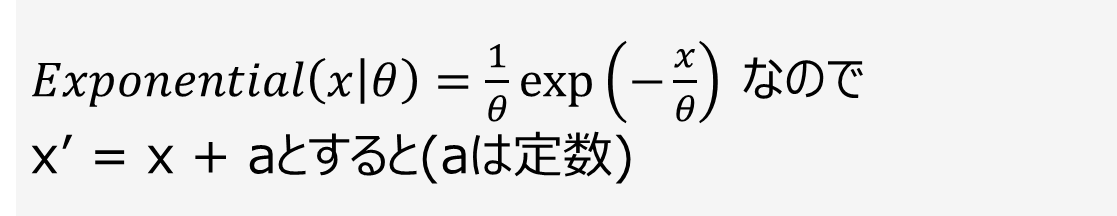 Exponential(x|θ) = 1/θ exp(−x/θ) なので
x′ = x + aとすると(aは定数)